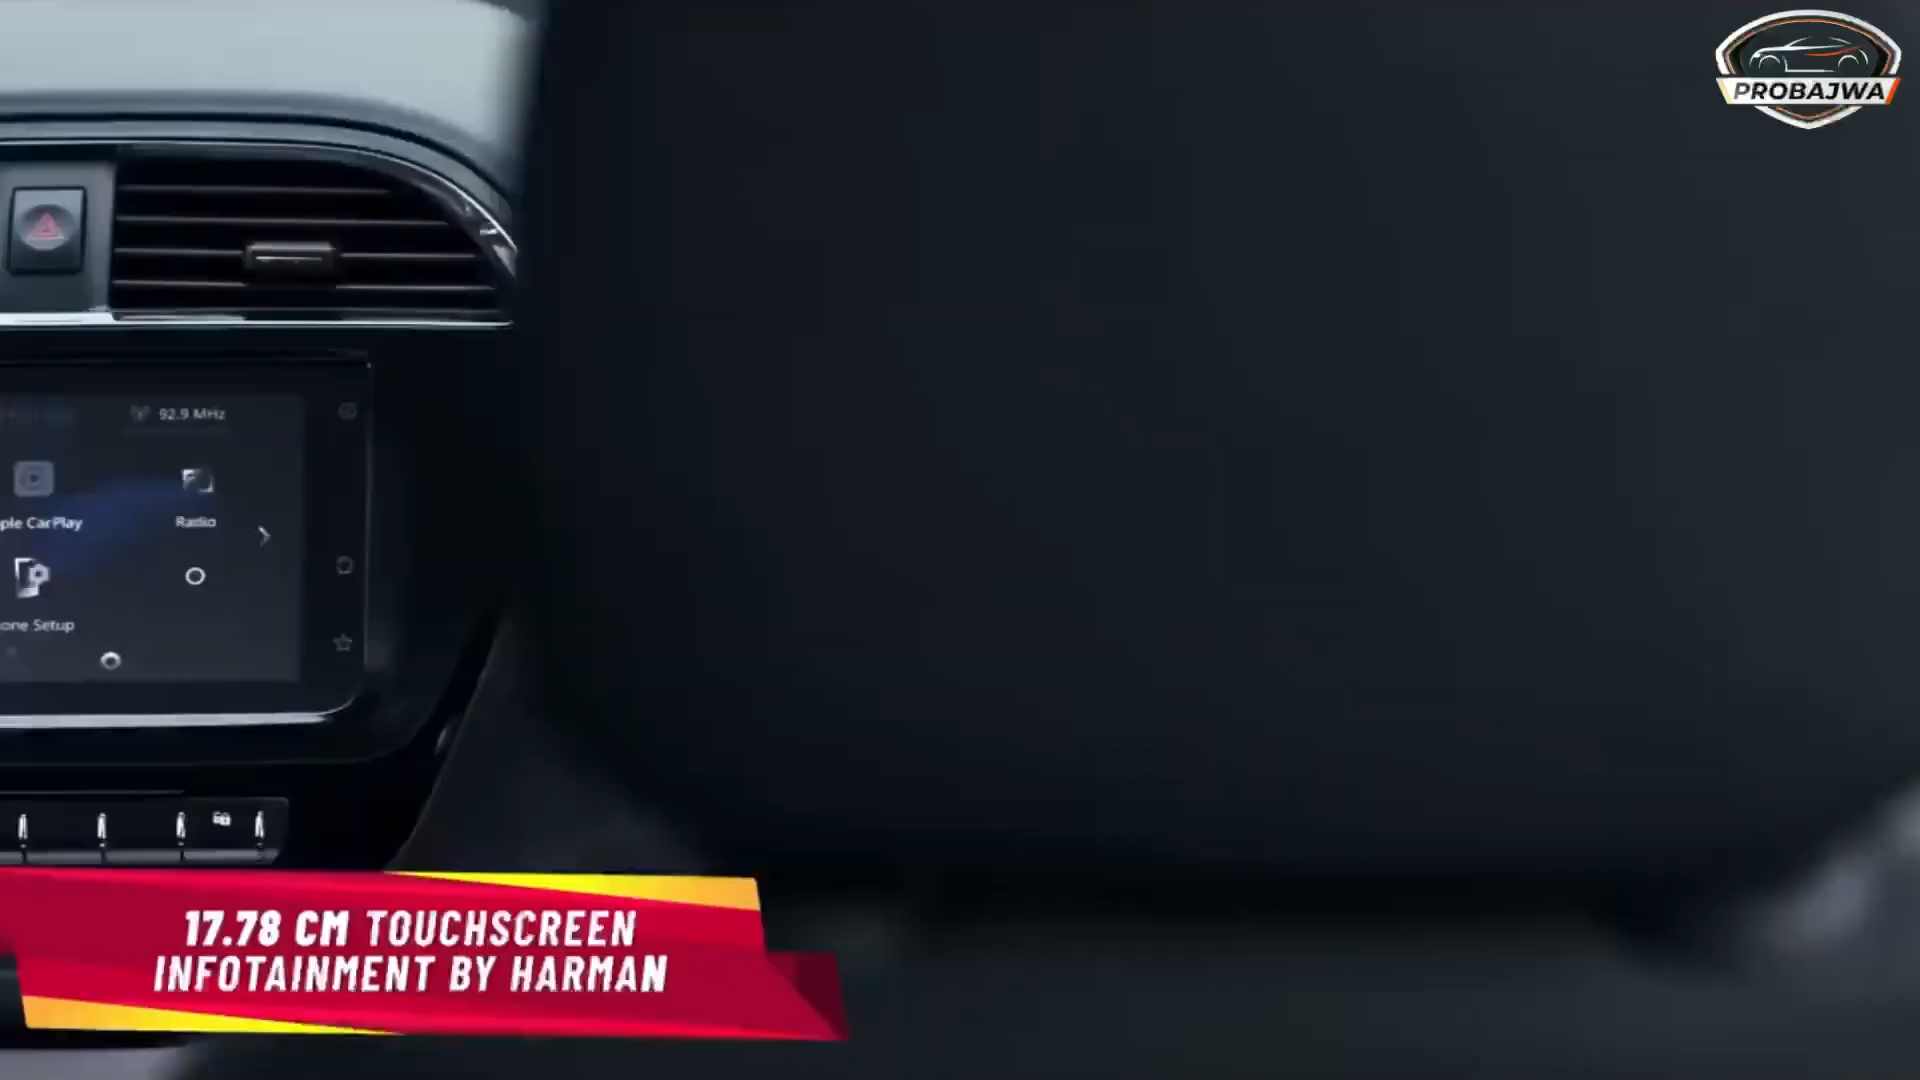 PROBAJWA
92.9 MHz
ple CarPlay
Radio
one Setup
17.78 CM TOUCHSCREEN
INFOTAINMENT BY HARMAN